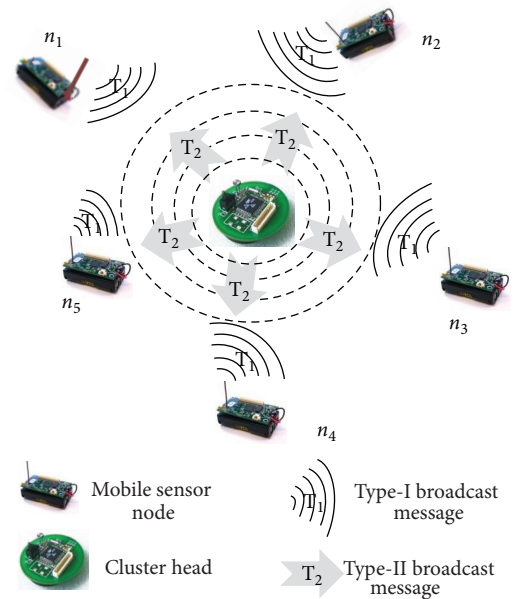 n1
n2
T1
T1
T2
T2
T1
T2
T2
T1
n5
T2
n3
T1
n4
Mobile sensor
node
T1
Type-I broadcast
message
Cluster head
T2
Type-II broadcast
message